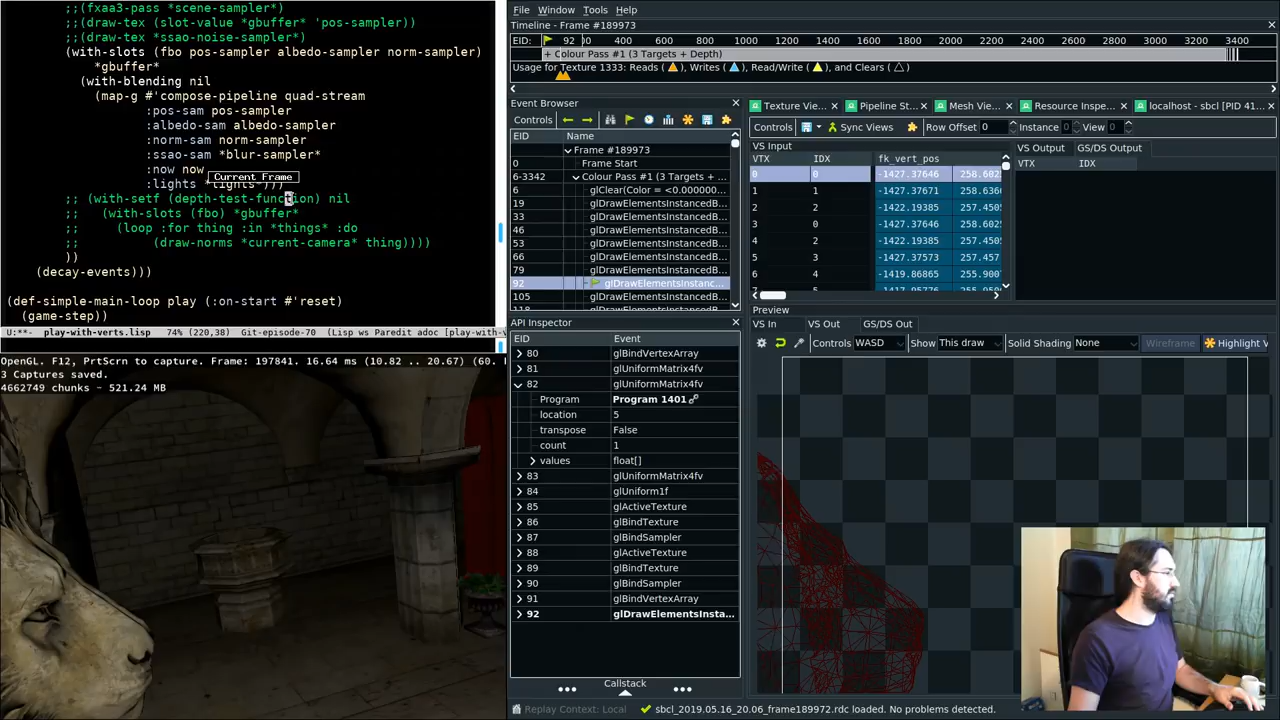 ;;(fxaa3-pass *scene-sampler*)
;;(draw-tex (slot-value *gbuffer* 'pos-sampler))
;;(draw-tex *ssao-noise-sampler*)
(with-slots (fbo pos-sampler albedo-sampler norm-sampler)
*gbuffer*
(with-blending nil
(map-g #'compose-pipeline quad-stream
:pos-sam pos-sampler
:albedo-sam albedo-sampler
:norm-sam norm-sampler
:ssao-sam *blur-sampler*
:now now
Current Frame
:lights *lights*)))
;; (with-setf (depth-test-function) nil
;; (with-slots (fbo) *gbuffer*
;; (loop :for thing :in *things* :do
;; (draw-norms *current-camera* thing))))
))
(decay-events)))
(def-simple-main-loop play (:on-start #'reset)
(game-step))
U:**- play-with-verts.lisp 74% (220,38) Git-episode-70 (Lisp ws Paredit adoc [play-with-
OpenGL. F12, PrtScrn to capture. Frame: 197841. 16.64 ms (10.82 .. 20.67) (60.
3 Captures saved.
4662749 chunks - 521.24 MB
File Window Tools Help
Timeline - Frame #189973
EID: 92 00 200 400 600 800 1000 1200 1400 1600 1800 2000 2200 2400 2600 2800 3000 3200 3400
+ Colour Pass #1 (3 Targets + Depth)
Usage for Texture 1333: Reads ( ), Writes ( ), Read/Write ( ), and Clears ( )
Event Browser
Controls
EID Name
Frame #189973
0 Frame Start
6-3342 Colour Pass #1 (3 Targets + ...
6 glClear(Color = <0.000000...
19 glDrawElementsInstancedB...
33 glDrawElementsInstancedB...
46 glDrawElementsInstancedB...
53 glDrawElementsInstancedB...
66 glDrawElementsInstancedB...
79 glDrawElementsInstancedB...
92 glDrawElementsInstanc...
105 glDrawElementsInstancedB...
118
API Inspector
EID Event
80 glBindVertexArray
81 glUniformMatrix4fv
82 glUniformMatrix4fv
Program Program 1401
location 5
transpose False
count 1
values float[]
83 glUniformMatrix4fv
84 glUniform1f
85 glActiveTexture
86 glBindTexture
87 glBindSampler
88 glActiveTexture
89 glBindTexture
90 glBindSampler
91 glBindVertexArray
92 glDrawElementsInsta...
Callstack
Texture Vie... Pipeline St... Mesh Vie... Resource Inspe... localhost - sbcl [PID 41...
Controls Sync Views Row Offset 0 Instance 0 View 0
VS Input
VTX IDX fk_vert_pos
0 0 -1427.37646 258.6025
1 1 -1427.37671 258.6360
2 2 -1422.19385 257.4505
3 0 -1427.37646 258.6025
4 2 -1422.19385 257.4505
5 3 -1427.37573 257.457
6 4 -1419.86865 255.9007
VS Output GS/DS Output
VTX IDX
Preview
VS In VS Out GS/DS Out
Controls WASD Show This draw Solid Shading None Wireframe Highlight V
Replay Context: Local sbcl_2019.05.16_20.06_frame189972.rdc loaded. No problems detected.